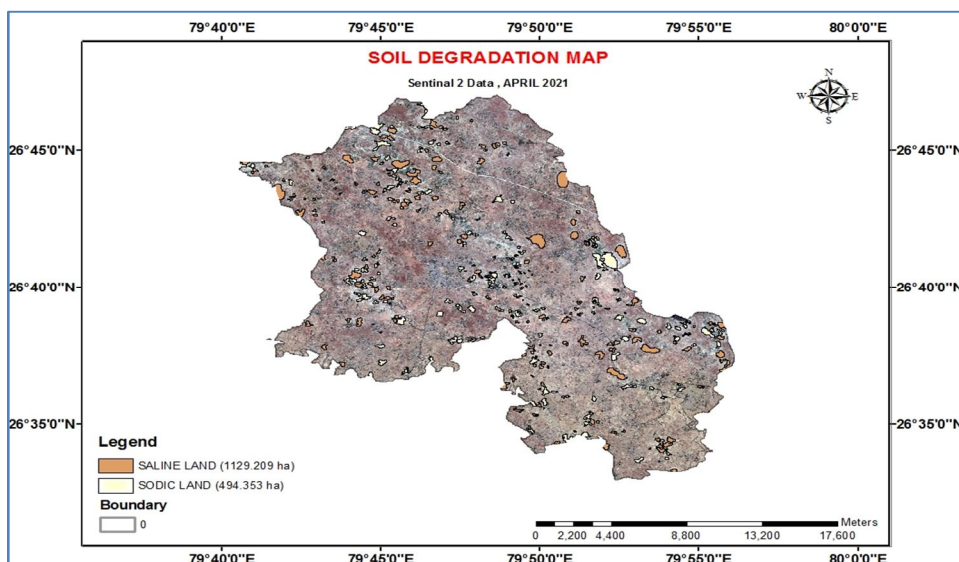 79°40'0"E 79°45'0"E 79°50'0"E 79°55'0"E 80°0'0"E
SOIL DEGRADATION MAP
Sentinal 2 Data , APRIL 2021
N
W E
S
26°45'0"N 26°45'0"N
26°40'0"N 26°40'0"N
26°35'0"N 26°35'0"N
Legend
SALINE LAND (1129.209 ha)
SODIC LAND (494.353 ha)
Boundary
0
Meters
0 2,200 4,400 8,800 13,200 17,600
79°40'0"E 79°45'0"E 79°50'0"E 79°55'0"E 80°0'0"E